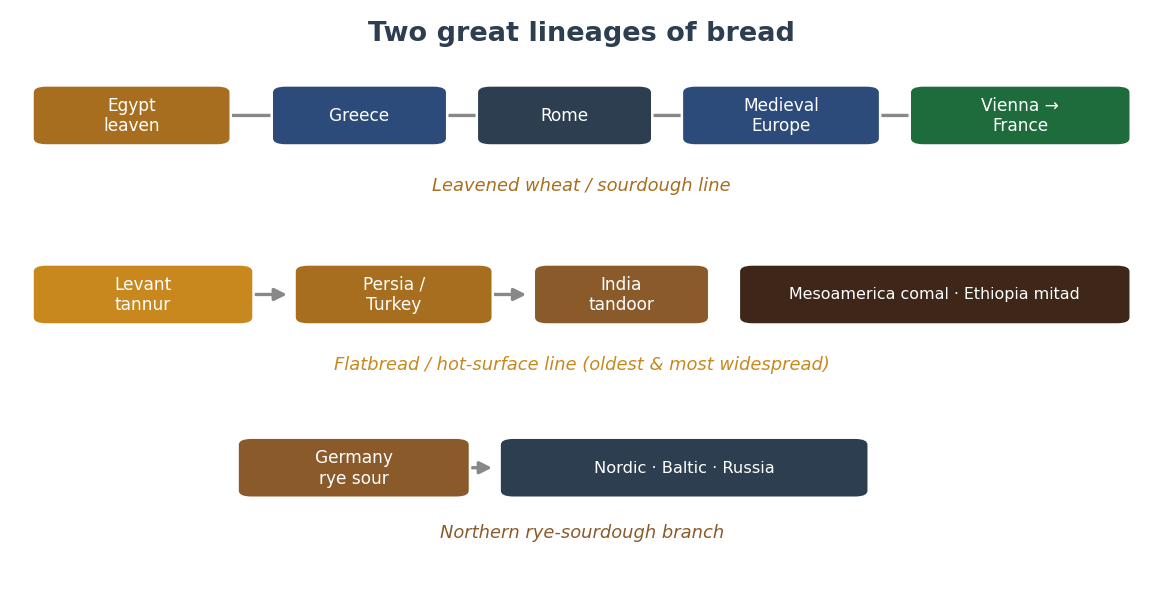 Two great lineages of bread
Egypt
leaven
Greece
Rome
Medieval
Europe
Vienna →
France
Leavened wheat / sourdough line
Levant
tannur
Persia /
Turkey
India
tandoor
Mesoamerica comal · Ethiopia mitad
Flatbread / hot-surface line (oldest & most widespread)
Germany
rye sour
Nordic · Baltic · Russia
Northern rye-sourdough branch